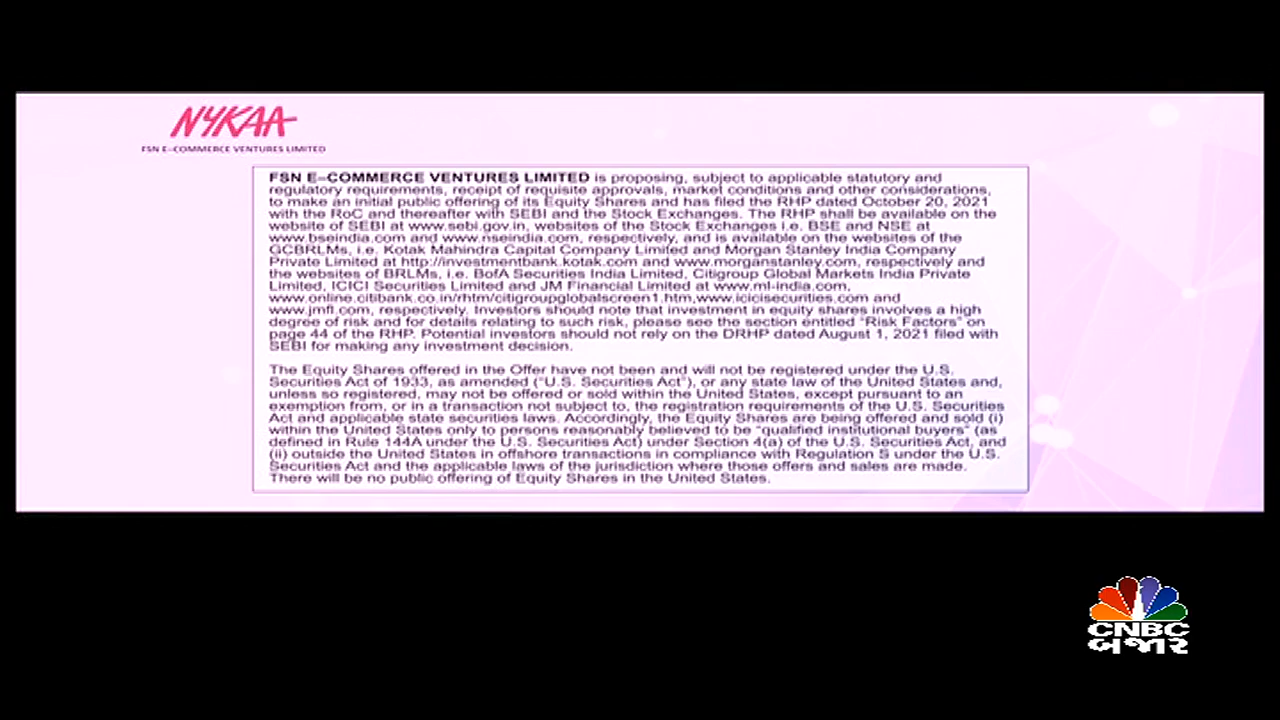 NYKAA
FSN E-COMMERCE VENTURES LIMITED
FSN E-COMMERCE VENTURES LIMITED is proposing, subject to applicable statutory and
regulatory requirements, receipt of requisite approvals, market conditions and other considerations,
to make an initial public offering of its Equity Shares and has filed the RHP dated October 20, 2021
with the RoC and thereafter with SEBI and the Stock Exchanges. The RHP shall be available on the
website of SEBI at www.sebi.gov.in, websites of the Stock Exchanges i.e. BSE and NSE at
www.bseindia.com and www.nseindia.com, respectively, and is available on the websites of the
GCBRLMs, i.e. Kotak Mahindra Capital Company Limited and Morgan Stanley India Company
Private Limited at http://investmentbank.kotak.com and www.morganstanley.com, respectively and
the websites of BRLMs, i.e. BofA Securities India Limited, Citigroup Global Markets India Private
Limited, ICICI Securities Limited and JM Financial Limited at www.ml-india.com,
www.online.citibank.co.in/rhtm/citigroupglobalscreen1.htm,www.icicisecurities.com and
www.jmfl.com, respectively. Investors should note that investment in equity shares involves a high
degree of risk and for details relating to such risk, please see the section entitled "Risk Factors" on
page 44 of the RHP. Potential investors should not rely on the DRHP dated August 1, 2021 filed with
SEBI for making any investment decision.
The Equity Shares offered in the Offer have not been and will not be registered under the U.S.
Securities Act of 1933, as amended ("U.S. Securities Act"), or any state law of the United States and,
unless so registered, may not be offered or sold within the United States, except pursuant to an
exemption from, or in a transaction not subject to, the registration requirements of the U.S. Securities
Act and applicable state securities laws. Accordingly, the Equity Shares are being offered and sold (i)
within the United States only to persons reasonably believed to be "qualified institutional buyers" (as
defined in Rule 144A under the U.S. Securities Act) under Section 4(a) of the U.S. Securities Act, and
(ii) outside the United States in offshore transactions in compliance with Regulation S under the U.S.
Securities Act and the applicable laws of the jurisdiction where those offers and sales are made.
There will be no public offering of Equity Shares in the United States.
CNBC
બજાર